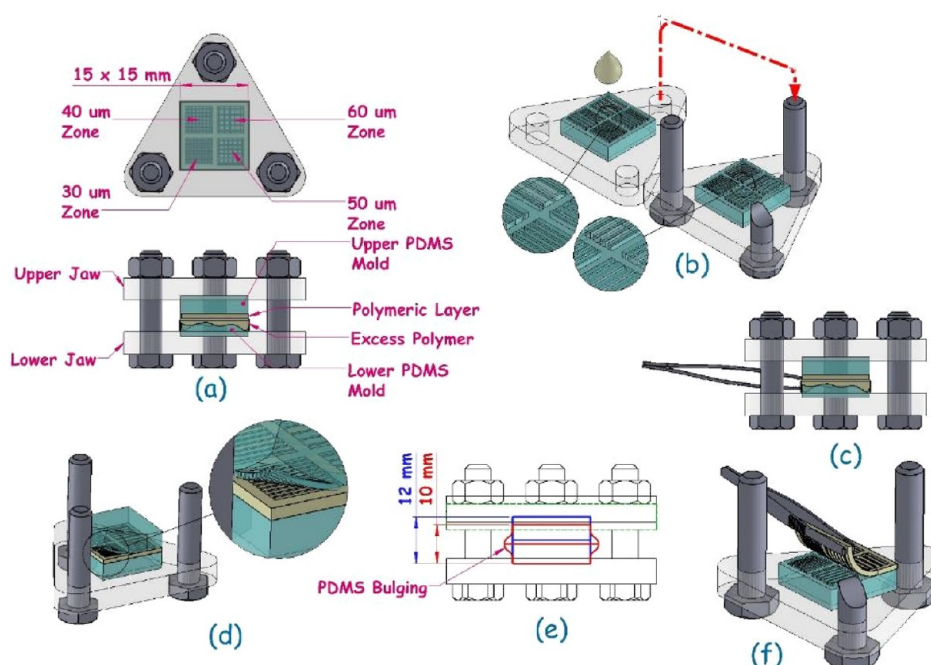 15 x 15 mm
40 um
Zone
60 um
Zone
30 um
Zone
50 um
Zone
Upper PDMS
Mold
Upper Jaw
Polymeric Layer
Excess Polymer
Lower Jaw
Lower PDMS
Mold
(a)
(b)
(c)
(d)
12 mm
10 mm
PDMS Bulging
(e)
(f)